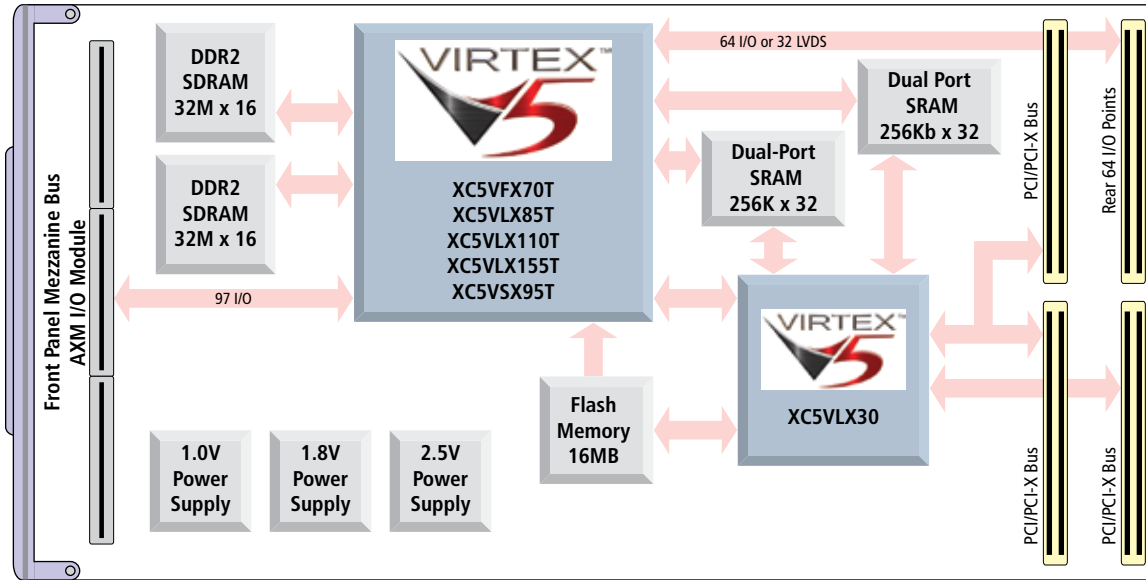 Front Panel Mezzanine Bus
AXM I/O Module
DDR2
SDRAM
32M x 16
DDR2
SDRAM
32M x 16
97 I/O
VIRTEX™
5
XC5VFX70T
XC5VLX85T
XC5VLX110T
XC5VLX155T
XC5VSX95T
64 I/O or 32 LVDS
Dual Port
SRAM
256Kb x 32
Dual-Port
SRAM
256K x 32
PCI/PCI-X Bus
Rear 64 I/O Points
VIRTEX™
5
XC5VLX30
Flash
Memory
16MB
1.0V
Power
Supply
1.8V
Power
Supply
2.5V
Power
Supply
PCI/PCI-X Bus
PCI/PCI-X Bus